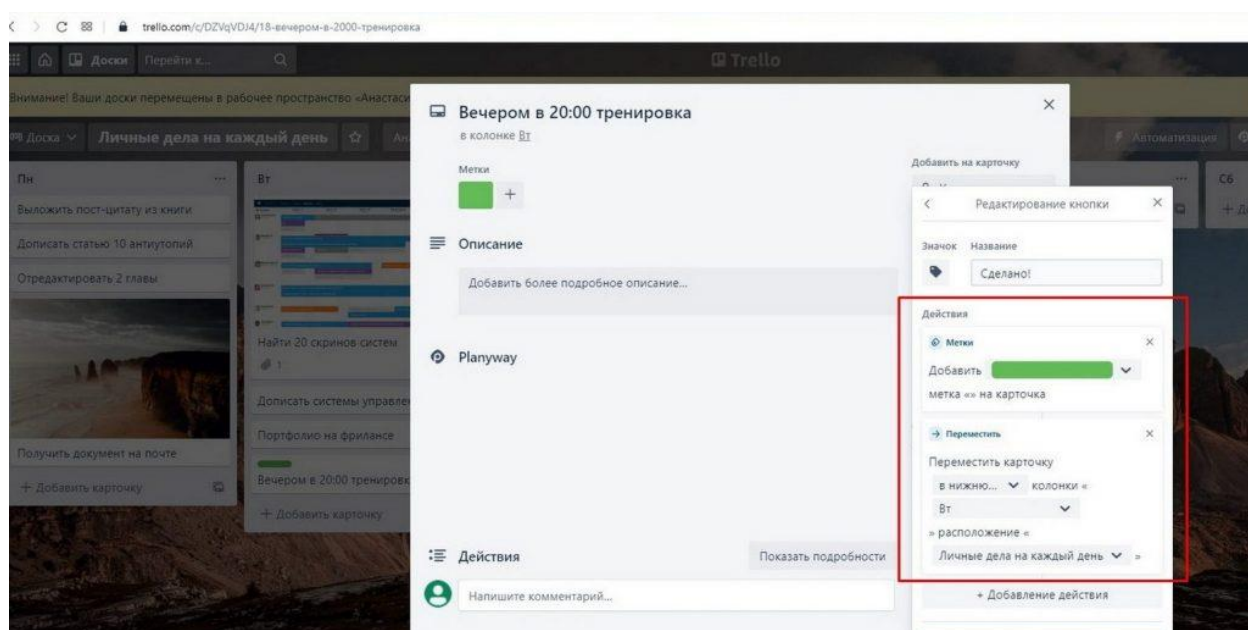 trello.com/c/DZVqVDJ4/18-вечером-в-2000-тренировка
Доски
Перейти к...
Trello
Внимание! Ваши доски перемещены в рабочее пространство «Анастаси
Доска
Личные дела на каждый день
Ан
Автоматизация
Пн
Выложить пост-цитату из книги
Дописать статью 10 антиутопий
Отредактировать 2 главы
Получить документ на почте
+ Добавить карточку
Вт
Найти 20 скринов систем
1
Дописать системы управлен
Портфолио на фрилансе
Вечером в 20:00 тренировк
+ Добавить карточку
Вечером в 20:00 тренировка
в колонке Вт
Метки
Описание
Добавить более подробное описание...
Planyway
Действия
Показать подробности
Напишите комментарий...
Добавить на карточку
Редактирование кнопки
Значок Название
Сделано!
Действия
Метки
Добавить
метка «» на карточка
Переместить
Переместить карточку
в нижню... колонки «
Вт
» расположение «
Личные дела на каждый день »
+ Добавление действия
Сб